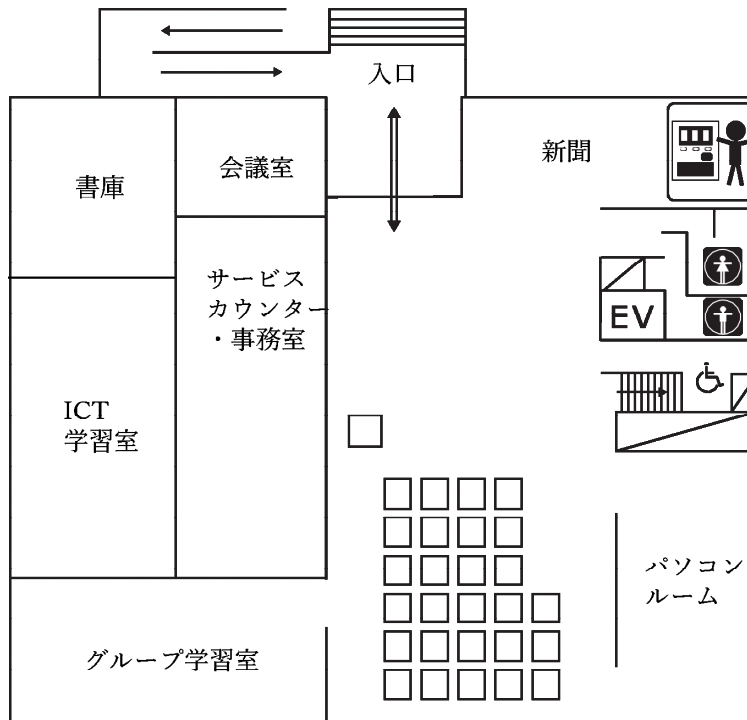 入口
新聞
会議室
書庫
サービス
カウンター
・事務室
EV
ICT
学習室
パソコン
ルーム
グループ学習室